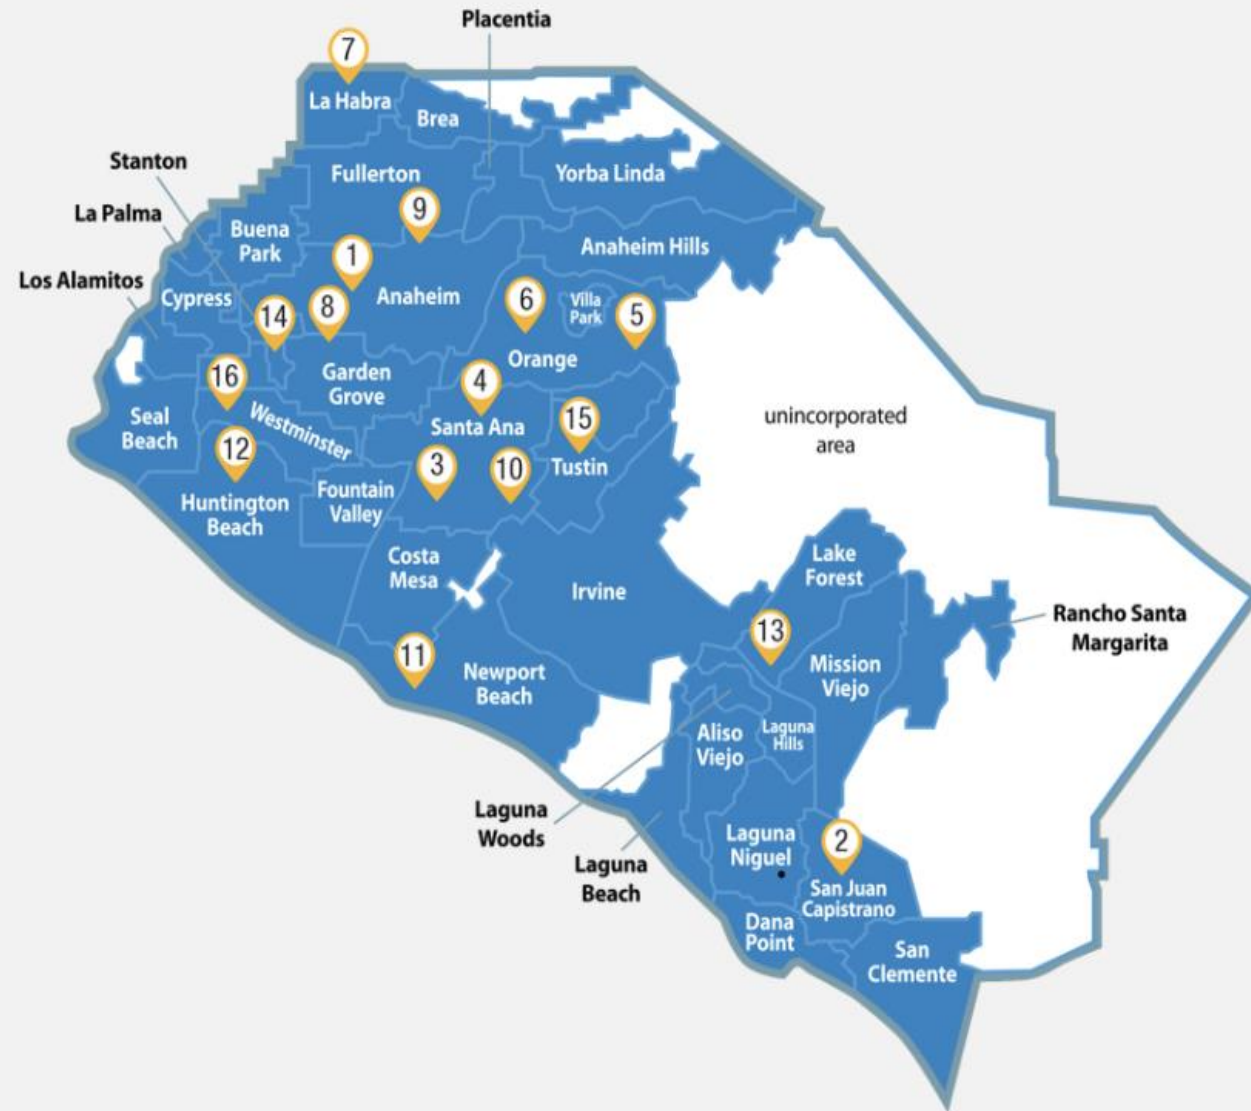 Placentia
7
La Habra
Brea
Stanton
Fullerton
Yorba Linda
La Palma
9
Buena
Park
1
Anaheim Hills
Los Alamitos
Cypress
Anaheim
6
Villa
Park
5
14
8
Orange
16
Garden
Grove
4
Seal
Beach
Westminster
Santa Ana
15
unincorporated
area
12
3
10
Tustin
Huntington
Beach
Fountain
Valley
Costa
Mesa
Irvine
Lake
Forest
Rancho Santa
Margarita
13
11
Newport
Beach
Mission
Viejo
Aliso
Viejo
Laguna
Hills
Laguna
Woods
Laguna
Beach
Laguna
Niguel
2
San Juan
Capistrano
Dana
Point
San
Clemente